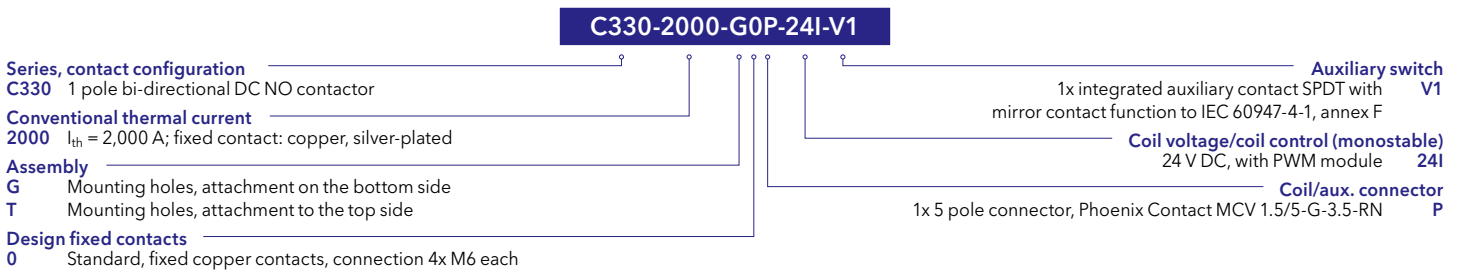 C330-2000-G0P-24I-V1
Series, contact configuration
C330 1 pole bi-directional DC NO contactor
Conventional thermal current
2000 Ith = 2,000 A; fixed contact: copper, silver-plated
Assembly
G Mounting holes, attachment on the bottom side
T Mounting holes, attachment to the top side
Design fixed contacts
0 Standard, fixed copper contacts, connection 4x M6 each
Auxiliary switch
1x integrated auxiliary contact SPDT with V1
mirror contact function to IEC 60947-4-1, annex F
Coil voltage/coil control (monostable)
24 V DC, with PWM module 24I
Coil/aux. connector
1x 5 pole connector, Phoenix Contact MCV 1.5/5-G-3.5-RN P